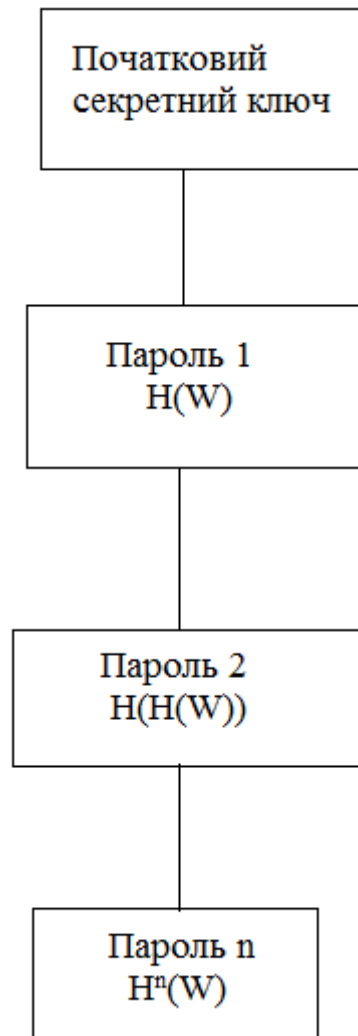 Початковий
секретний ключ
Пароль 1
H(W)
Пароль 2
H(H(W))
Пароль n
Hⁿ(W)